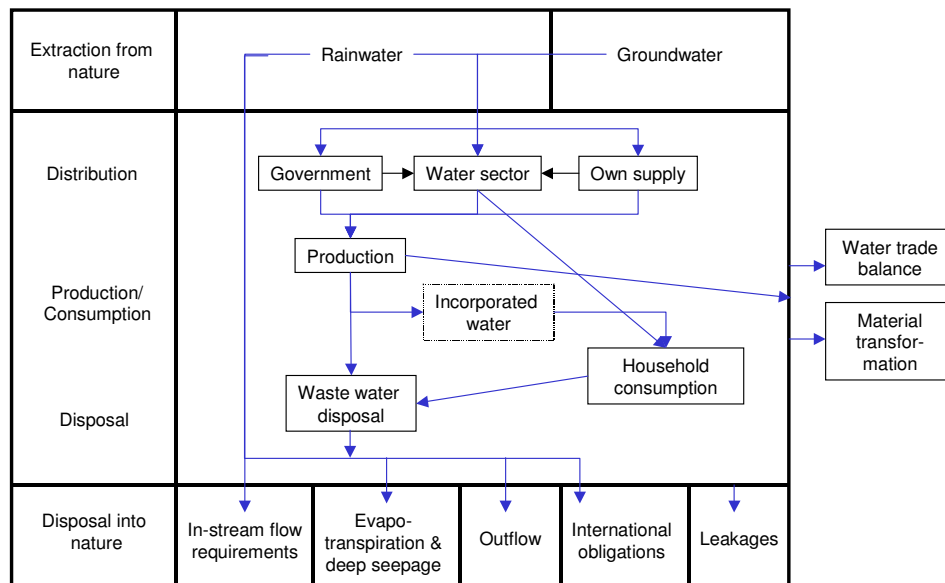 Extraction from
nature
Rainwater
Groundwater
Distribution
Government
Water sector
Own supply
Production/
Consumption
Production
Incorporated
water
Household
consumption
Water trade
balance
Material
transfor-
mation
Disposal
Waste water
disposal
Disposal into
nature
In-stream flow
requirements
Evapo-
transpiration &
deep seepage
Outflow
International
obligations
Leakages